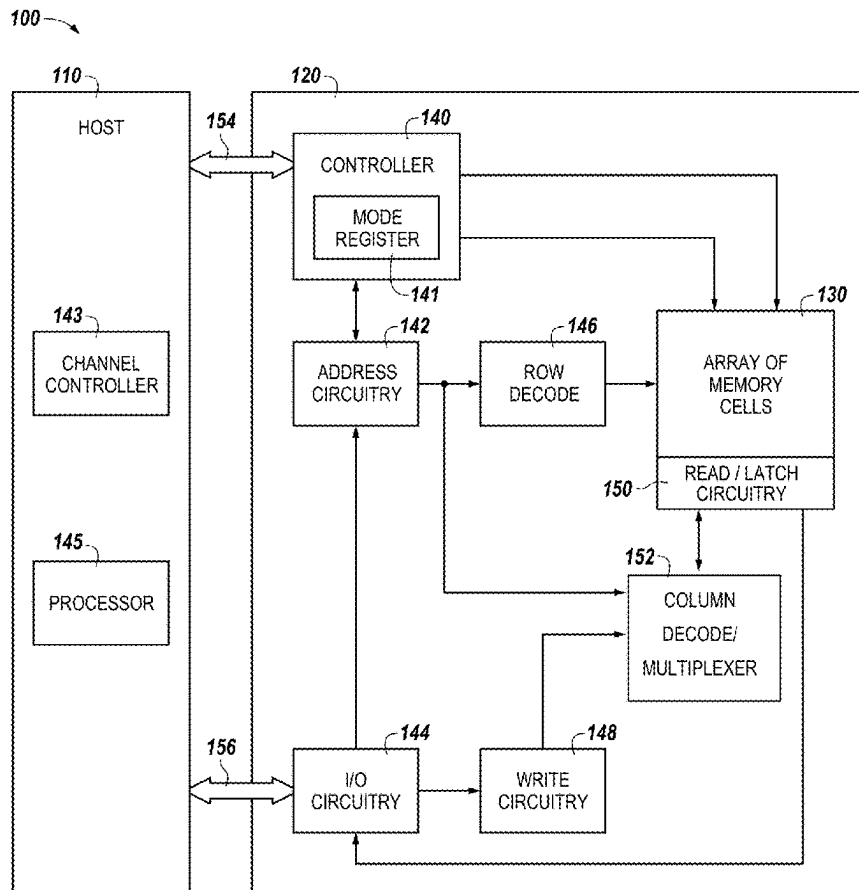 100
110
HOST
154
120
140
CONTROLLER
MODE
REGISTER
141
143
CHANNEL
CONTROLLER
142
ADDRESS
CIRCUITRY
146
ROW
DECODE
130
ARRAY OF
MEMORY
CELLS
150
READ / LATCH
CIRCUITRY
145
PROCESSOR
152
COLUMN
DECODE/
MULTIPLEXER
156
144
I/O
CIRCUITRY
148
WRITE
CIRCUITRY